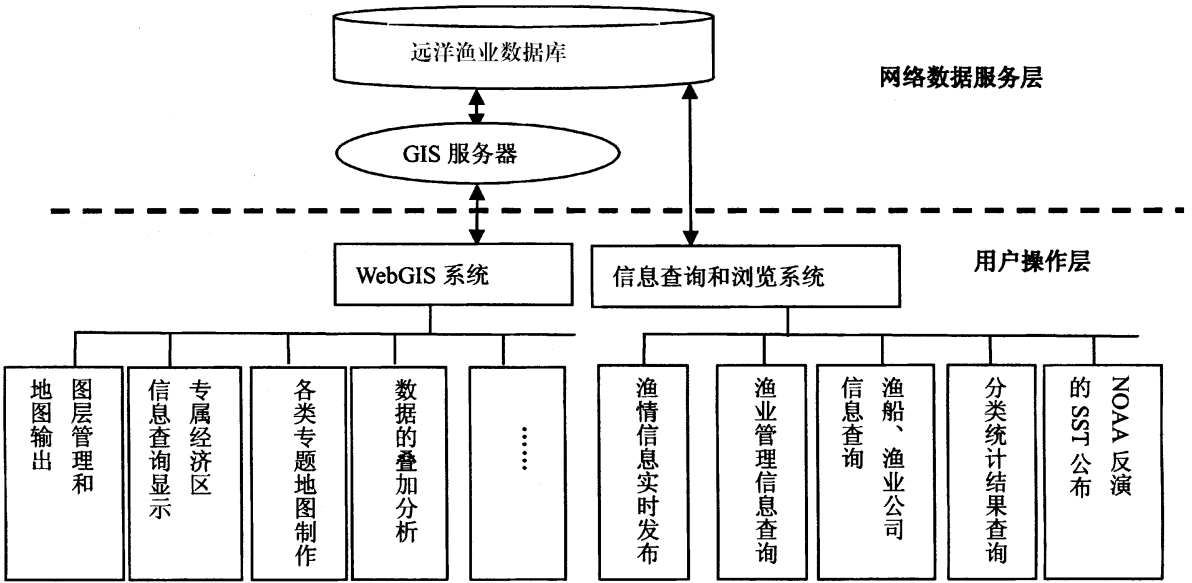 远洋渔业数据库
网络数据服务层
GIS 服务器
WebGIS 系统
信息查询和浏览系统
用户操作层
图层管理和
地图输出
专属经济区
信息查询显示
各类专题地图制作
数据的叠加分析
……
渔情信息实时发布
渔业管理信息查询
渔船、渔业公司
信息查询
分类统计结果查询
NOAA 反演
的 SST 公布